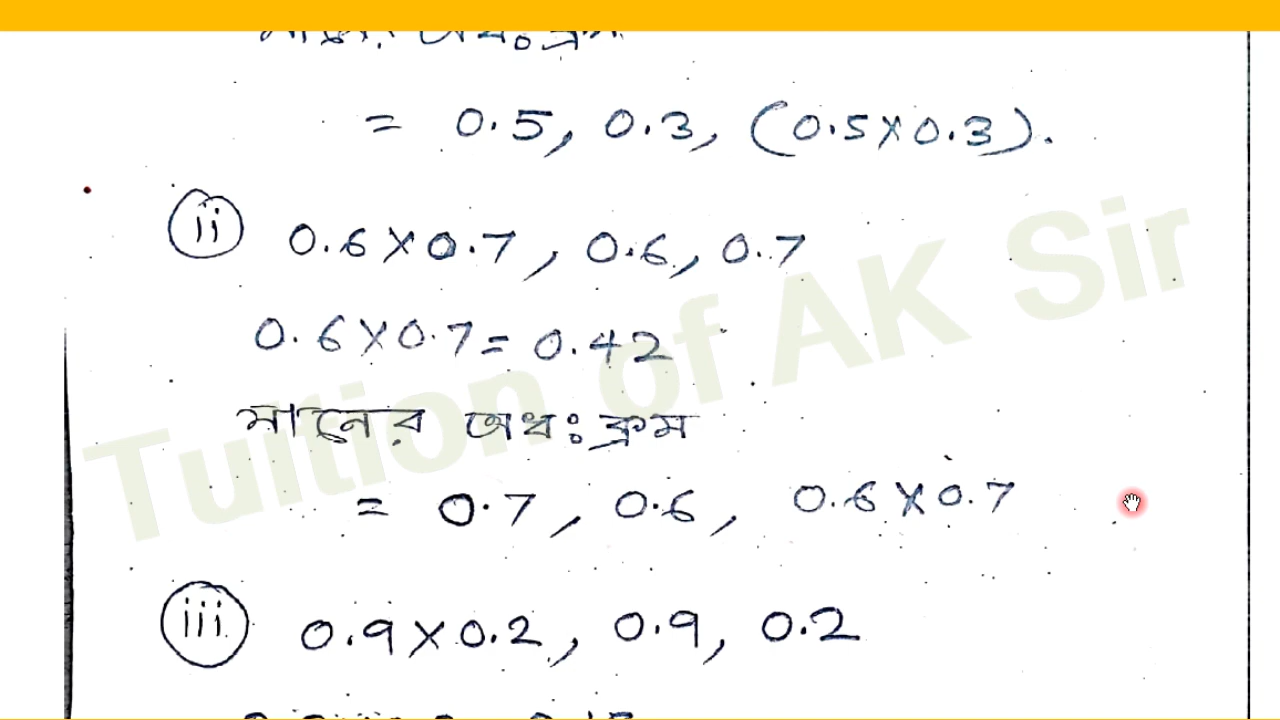 = 0.5, 0.3, (0.5×0.3).
ii 0.6×0.7, 0.6, 0.7
0.6×0.7 = 0.42
মানের অধঃক্রম
= 0.7, 0.6, 0.6×0.7
iii 0.9×0.2, 0.9, 0.2
Tuition of AK Sir